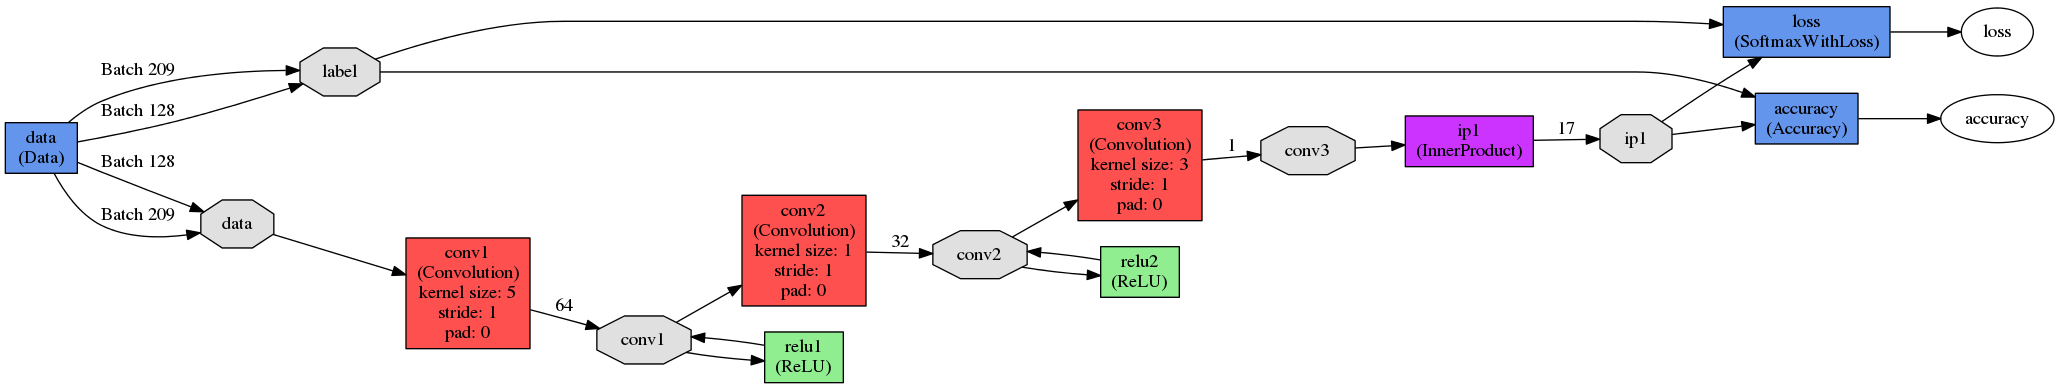 data
(Data)
Batch 209
Batch 128
Batch 128
Batch 209
label
data
conv1
(Convolution)
kernel size: 5
stride: 1
pad: 0
64
conv1
relu1
(ReLU)
conv2
(Convolution)
kernel size: 1
stride: 1
pad: 0
32
conv2
relu2
(ReLU)
conv3
(Convolution)
kernel size: 3
stride: 1
pad: 0
1
conv3
ip1
(InnerProduct)
17
ip1
loss
(SoftmaxWithLoss)
loss
accuracy
(Accuracy)
accuracy